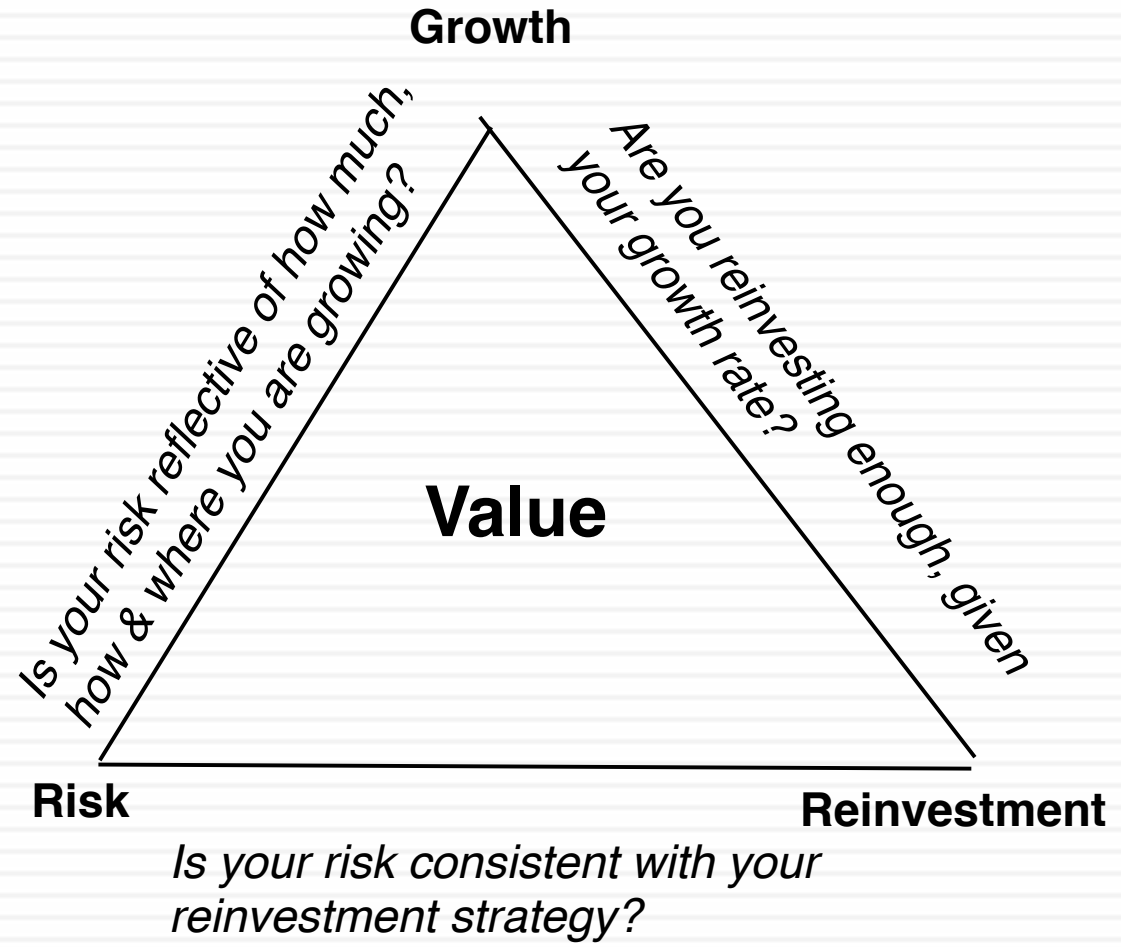 Growth
Is your risk reflective of how much,
how & where you are growing?
Are you reinvesting enough, given
your growth rate?
Value
Risk
Reinvestment
Is your risk consistent with your
reinvestment strategy?